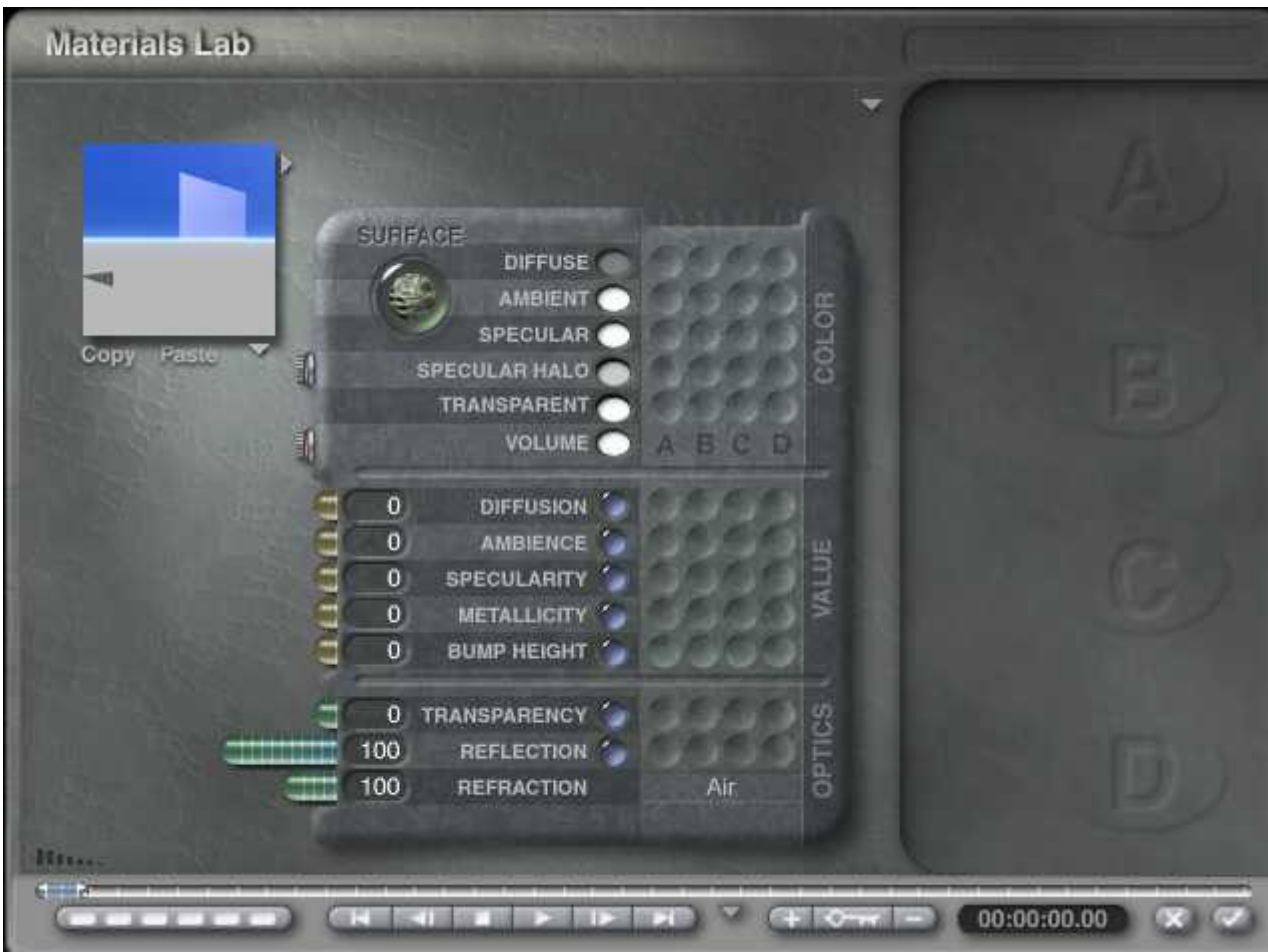 Materials Lab
A
SURFACE
DIFFUSE
AMBIENT
SPECULAR
COLOR
Copy Paste
SPECULAR HALO
B
TRANSPARENT
VOLUME
A B C D
0 DIFFUSION
0 AMBIENCE
0 SPECULARITY
VALUE
C
0 METALLICITY
0 BUMP HEIGHT
0 TRANSPARENCY
100 REFLECTION
OPTICS
D
100 REFRACTION Air
00:00:00.00